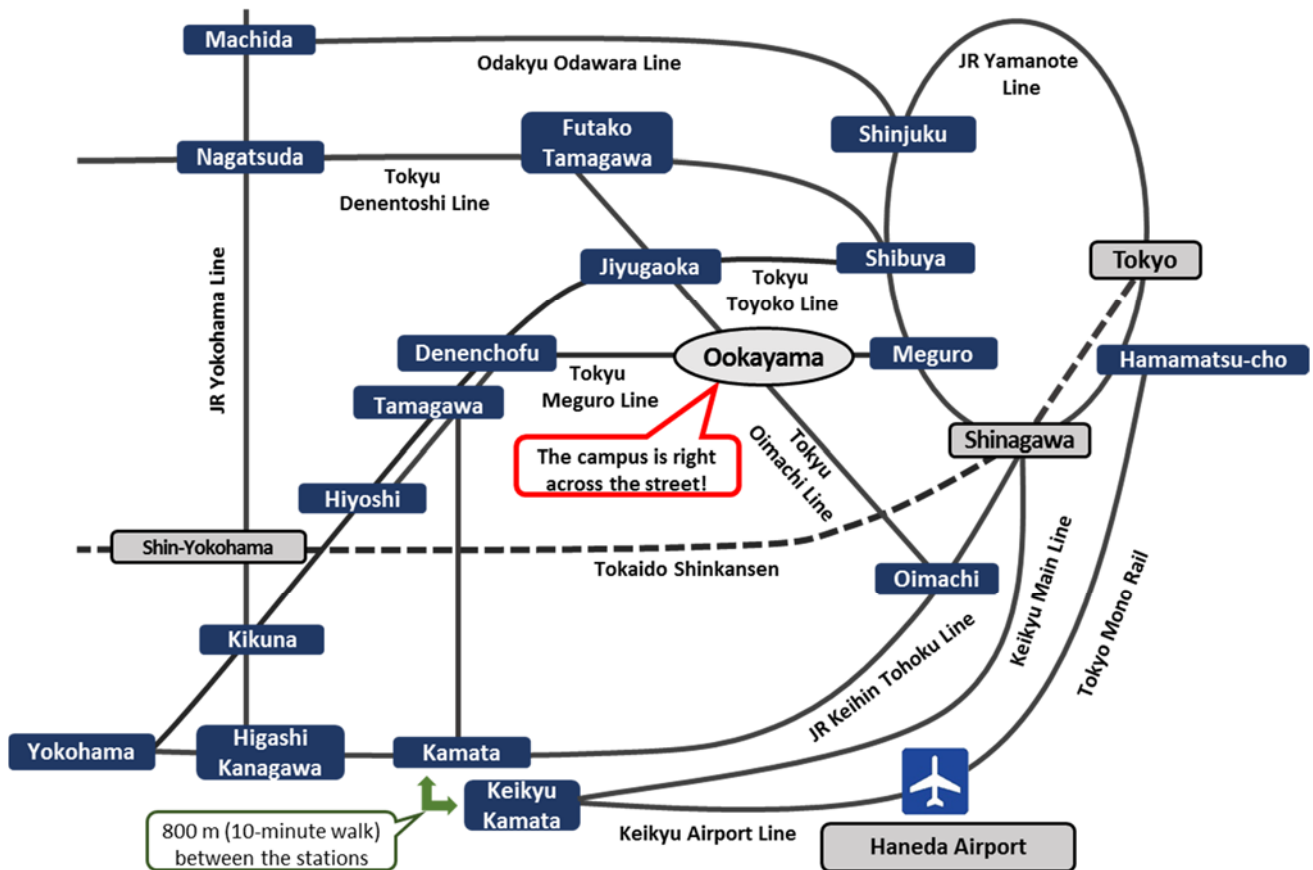 Machida
Odakyu Odawara Line
JR Yamanote
Line
Futako
Tamagawa
Shinjuku
Nagatsuda
Tokyu
Denentoshi Line
Jiyugaoka
Shibuya
Tokyo
Tokyu
Toyoko Line
JR Yokohama Line
Denenchofu
Ookayama
Meguro
Hamamatsu-cho
Tokyu
Meguro Line
Tamagawa
Shinagawa
The campus is right
across the street!
Tokyu
Oimachi Line
Hiyoshi
Shin-Yokohama
Tokaido Shinkansen
Oimachi
Keikyu Main Line
Tokyo Mono Rail
Kikuna
JR Keihin Tohoku Line
Yokohama
Higashi
Kanagawa
Kamata
Keikyu
Kamata
800 m (10-minute walk)
between the stations
Keikyu Airport Line
Haneda Airport